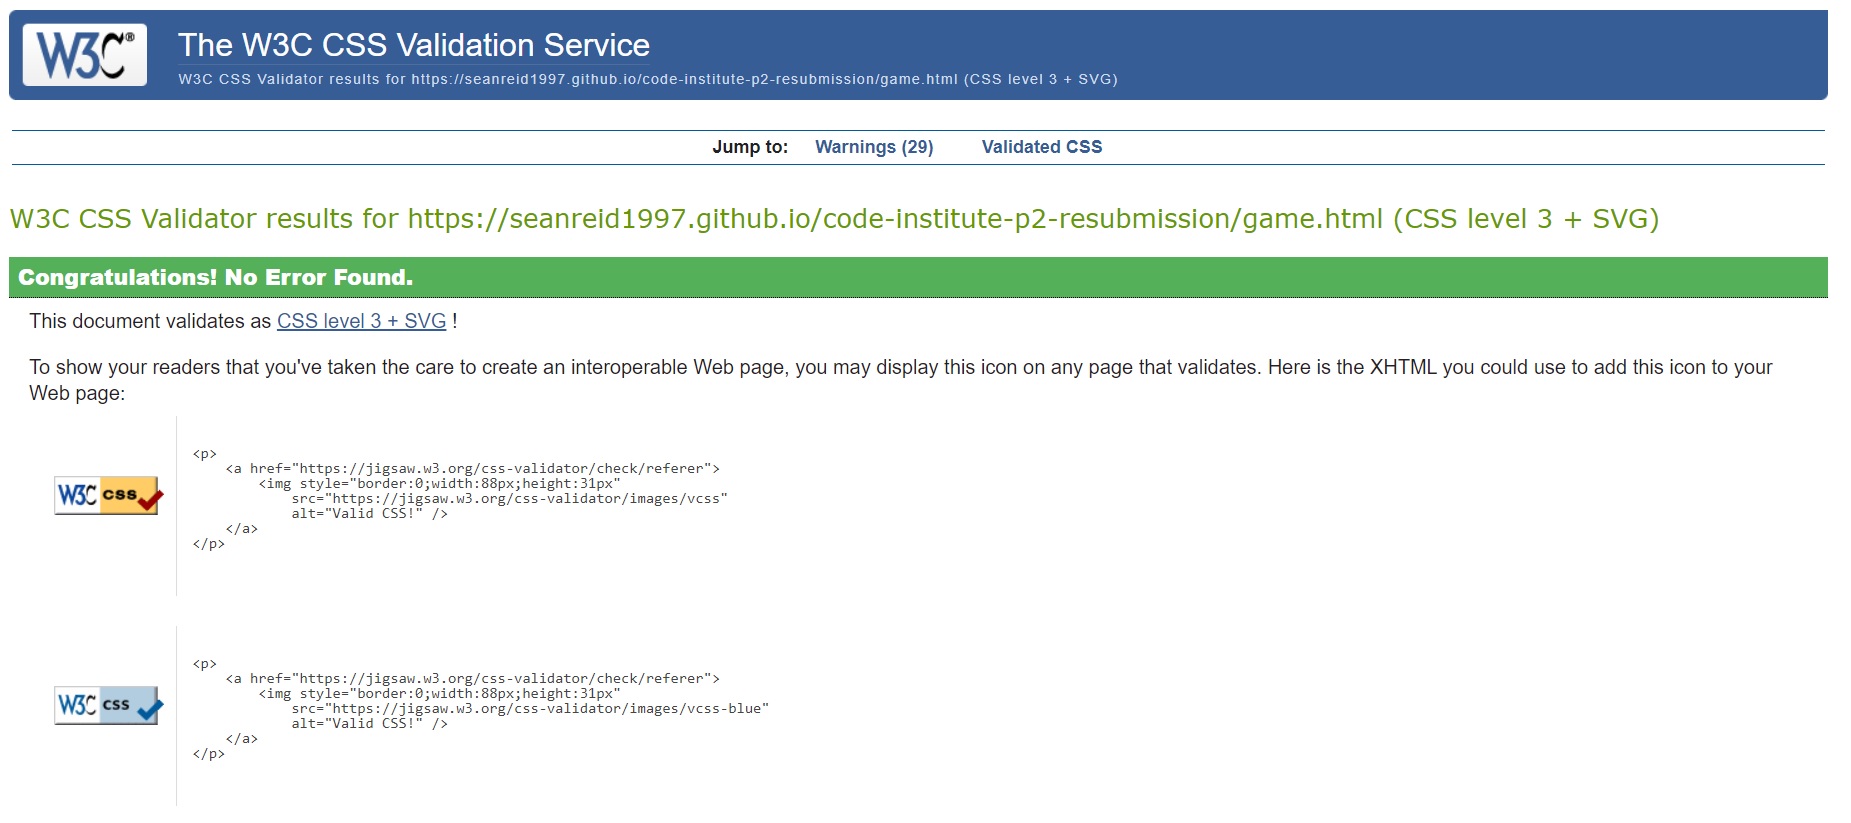 W3C® The W3C CSS Validation Service
W3C CSS Validator results for https://seanreid1997.github.io/code-institute-p2-resubmission/game.html (CSS level 3 + SVG)
Jump to: Warnings (29) Validated CSS
W3C CSS Validator results for https://seanreid1997.github.io/code-institute-p2-resubmission/game.html (CSS level 3 + SVG)
Congratulations! No Error Found.
This document validates as CSS level 3 + SVG !
To show your readers that you've taken the care to create an interoperable Web page, you may display this icon on any page that validates. Here is the XHTML you could use to add this icon to your
Web page:
W3C css
<p>
<a href="https://jigsaw.w3.org/css-validator/check/referer">
<img style="border:0;width:88px;height:31px"
src="https://jigsaw.w3.org/css-validator/images/vcss"
alt="Valid CSS!" />
</a>
</p>
W3C css
<p>
<a href="https://jigsaw.w3.org/css-validator/check/referer">
<img style="border:0;width:88px;height:31px"
src="https://jigsaw.w3.org/css-validator/images/vcss-blue"
alt="Valid CSS!" />
</a>
</p>